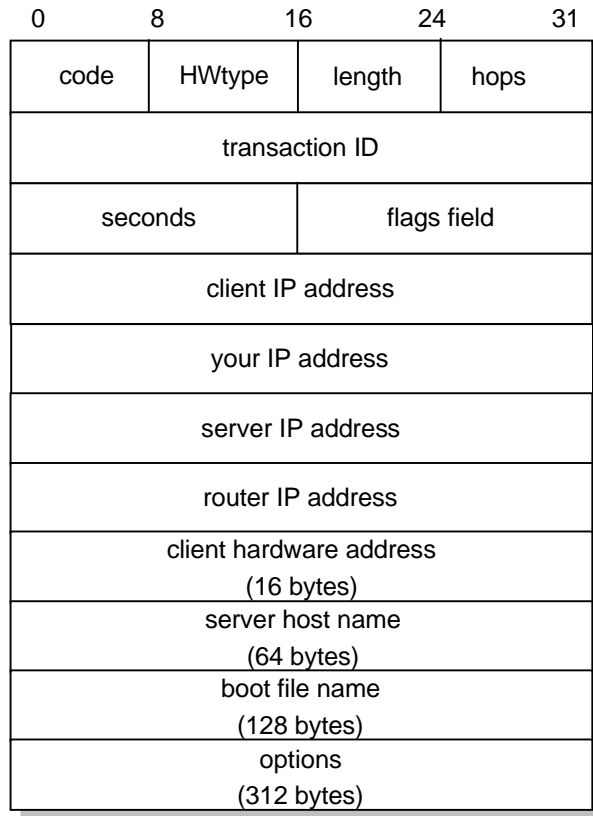 0 8 16 24 31
code HWtype length hops
transaction ID
seconds flags field
client IP address
your IP address
server IP address
router IP address
client hardware address
(16 bytes)
server host name
(64 bytes)
boot file name
(128 bytes)
options
(312 bytes)